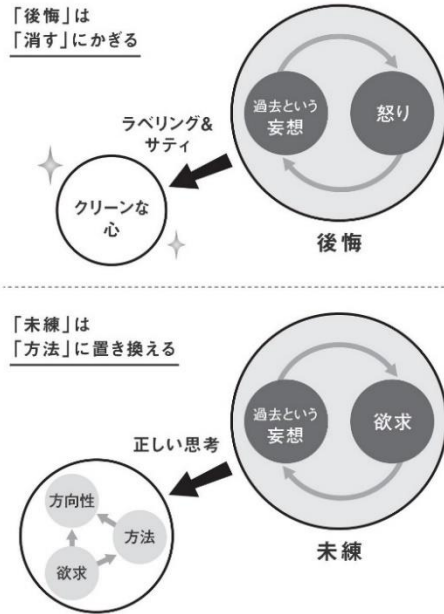 「後悔」は
「消す」にかぎる
過去という
妄想
怒り
ラベリング&
サティ
クリーンな
心
後悔
「未練」は
「方法」に置き換える
過去という
妄想
欲求
正しい思考
方向性
方法
欲求
未練